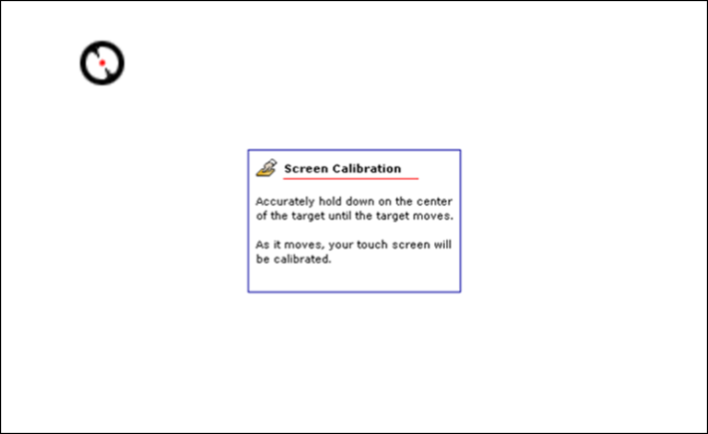 Screen Calibration
Accurately hold down on the center
of the target until the target moves.
As it moves, your touch screen will
be calibrated.